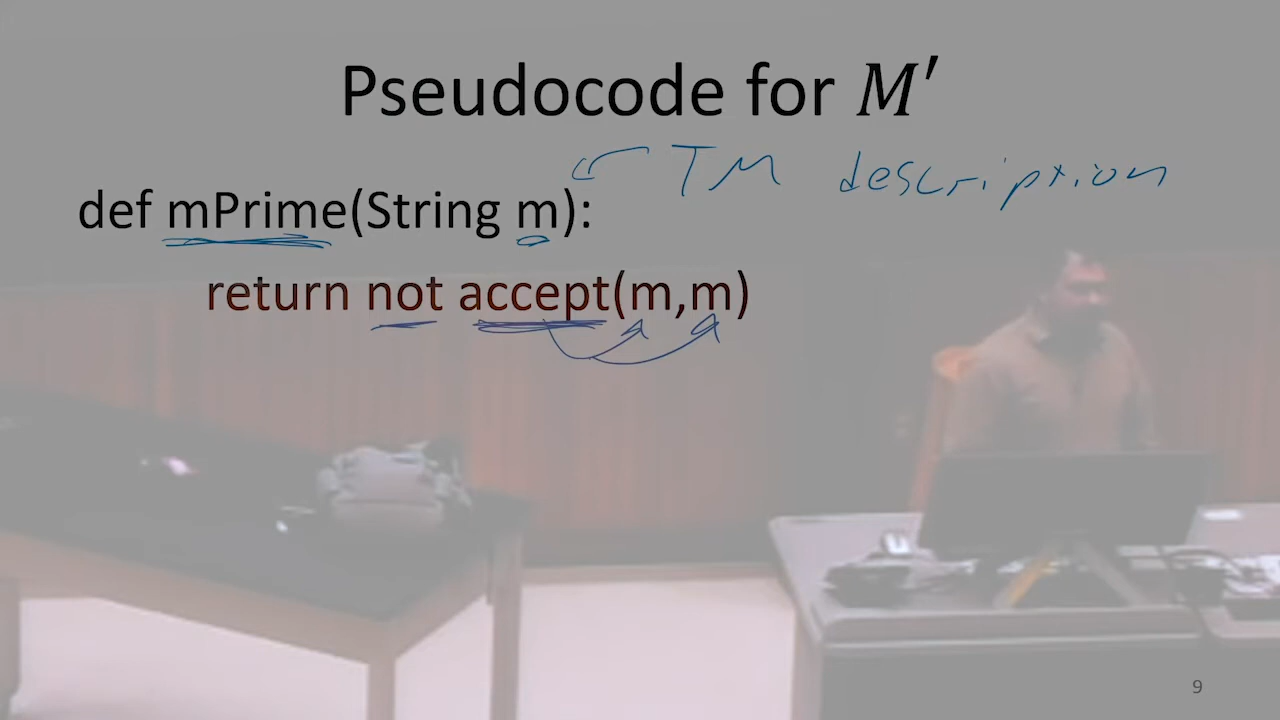 Pseudocode for M′
TM description
def mPrime(String m):
return not accept(m,m)
9